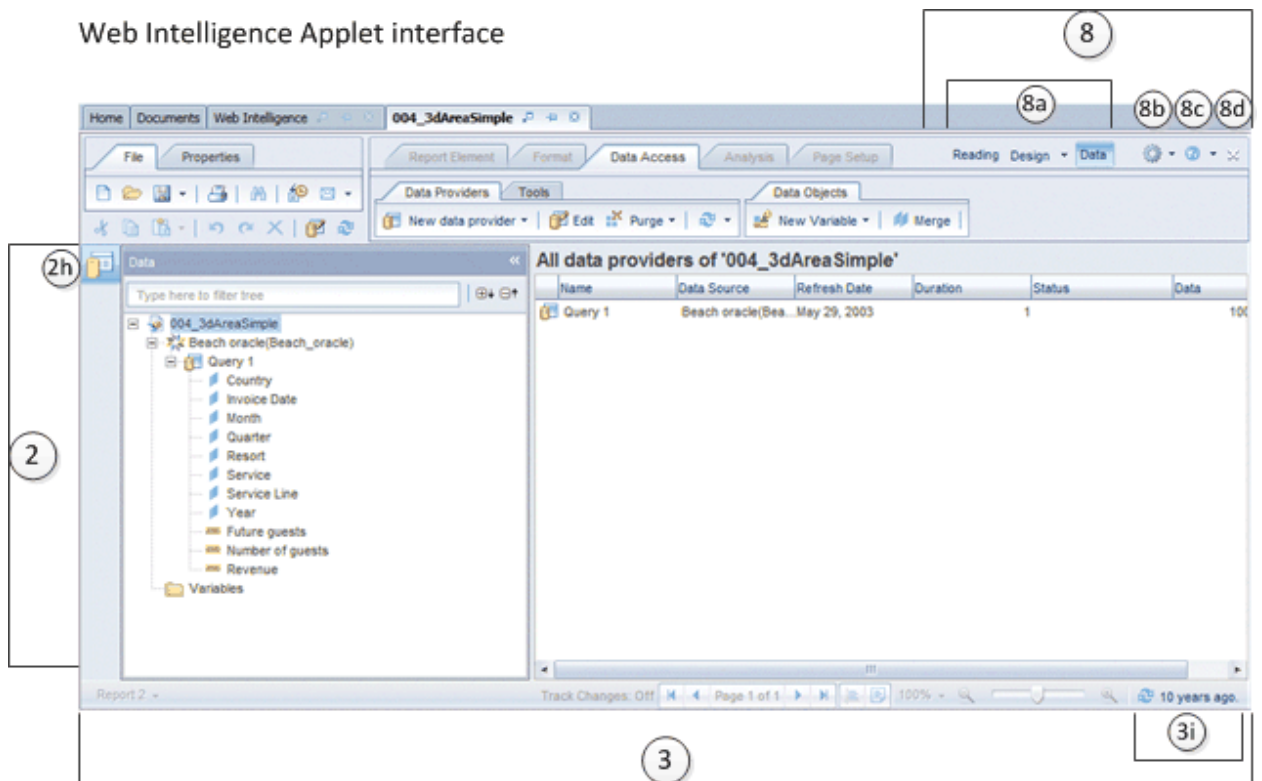 Web Intelligence Applet interface
8
8a
8b 8c 8d
Home Documents Web Intelligence 004_3dAreaSimple
File Properties Report Element Format Data Access Analysis Page Setup Reading Design Data
Data Providers Tools Data Objects
New data provider Edit Purge New Variable Merge
2h
Data
All data providers of '004_3dAreaSimple'
Type here to filter tree
Name Data Source Refresh Date Duration Status Data
Query 1 Beach oracle(Bea...May 29, 2003 1 100
004_3dAreaSimple
Beach oracle(Beach_oracle)
Query 1
Country
Invoice Date
Month
Quarter
Resort
Service
Service Line
Year
Future guests
Number of guests
Revenue
Variables
2
Report 2 Track Changes: Off Page 1 of 1 100% 10 years ago.
3i
3